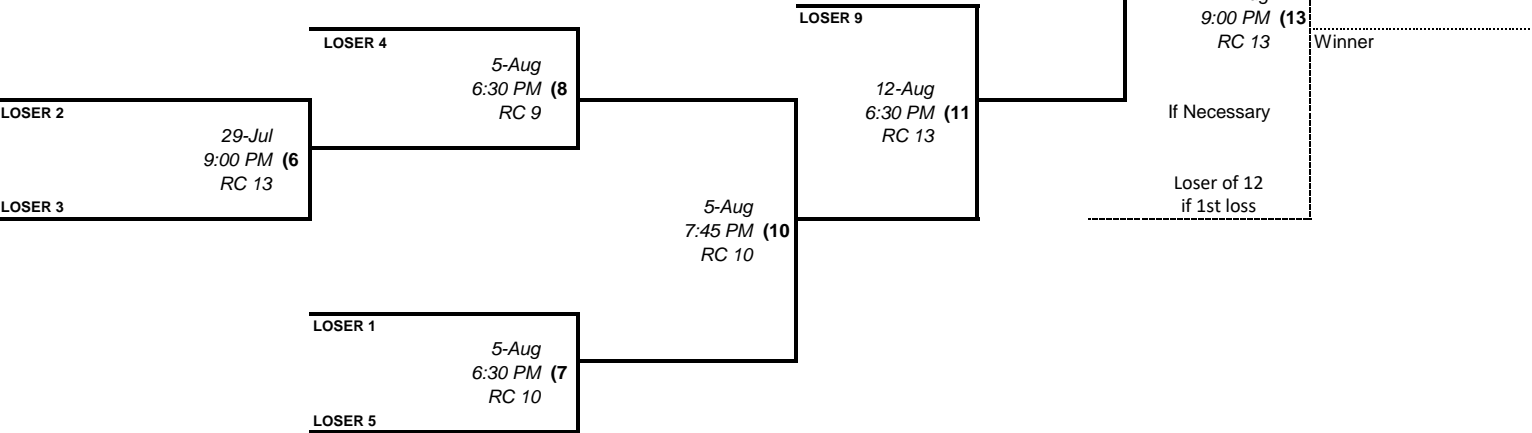 9:00 PM (13
RC 13
Winner
If Necessary
Loser of 12
if 1st loss
LOSER 9
12-Aug
6:30 PM (11
RC 13
LOSER 4
5-Aug
6:30 PM (8
RC 9
LOSER 2
29-Jul
9:00 PM (6
RC 13
LOSER 3
5-Aug
7:45 PM (10
RC 10
LOSER 1
5-Aug
6:30 PM (7
RC 10
LOSER 5